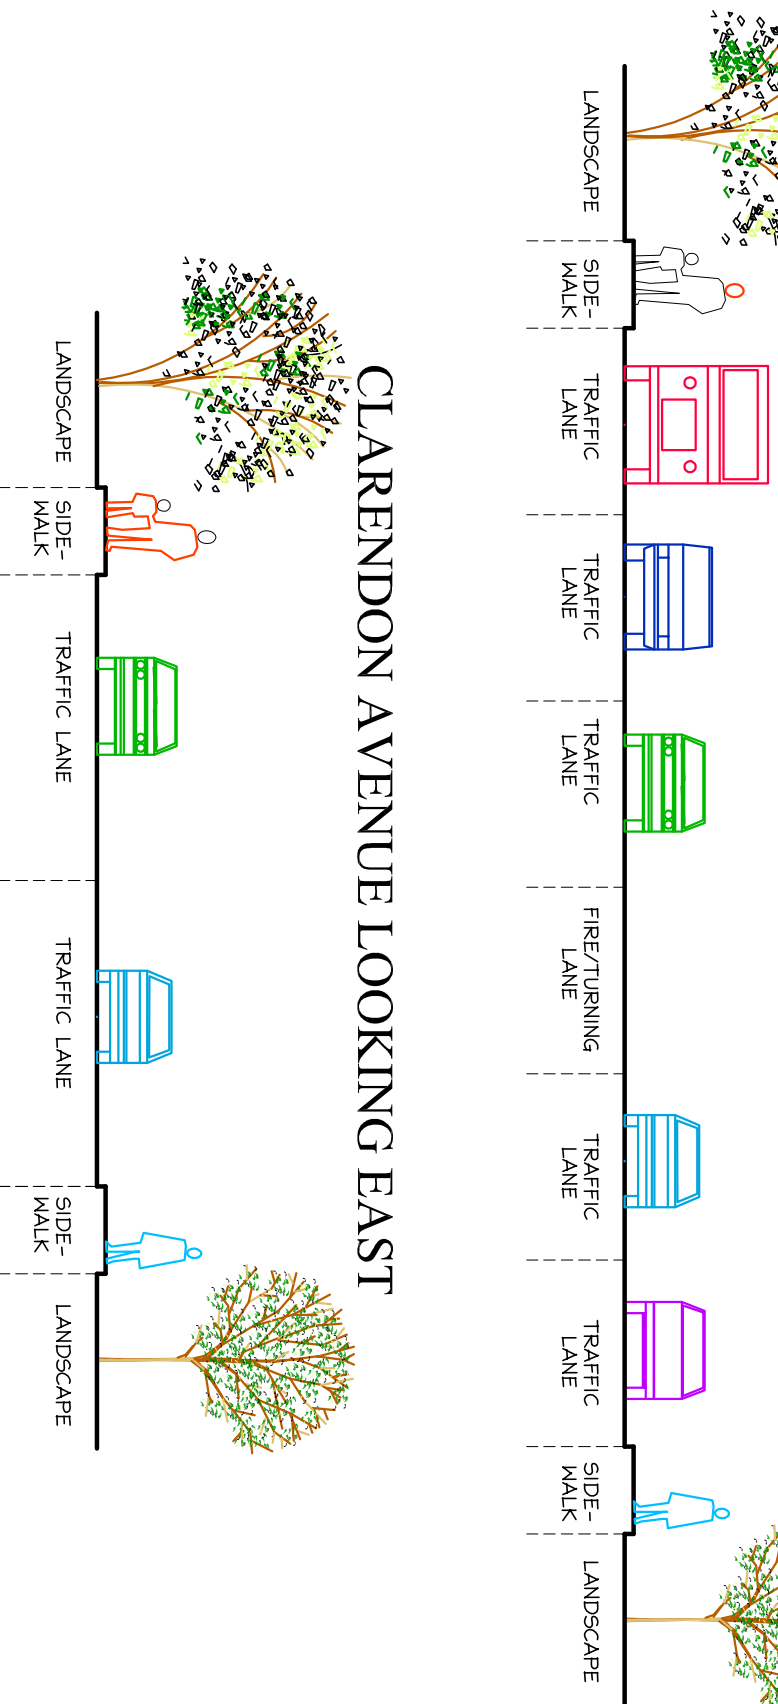 LANDSCAPE
SIDE-
WALK
TRAFFIC
LANE
TRAFFIC
LANE
TRAFFIC
LANE
FIRE/TURNING
LANE
TRAFFIC
LANE
TRAFFIC
LANE
SIDE-
WALK
LANDSCAPE
CLARENDON AVENUE LOOKING EAST
LANDSCAPE
SIDE-
WALK
TRAFFIC LANE
TRAFFIC LANE
SIDE-
WALK
LANDSCAPE